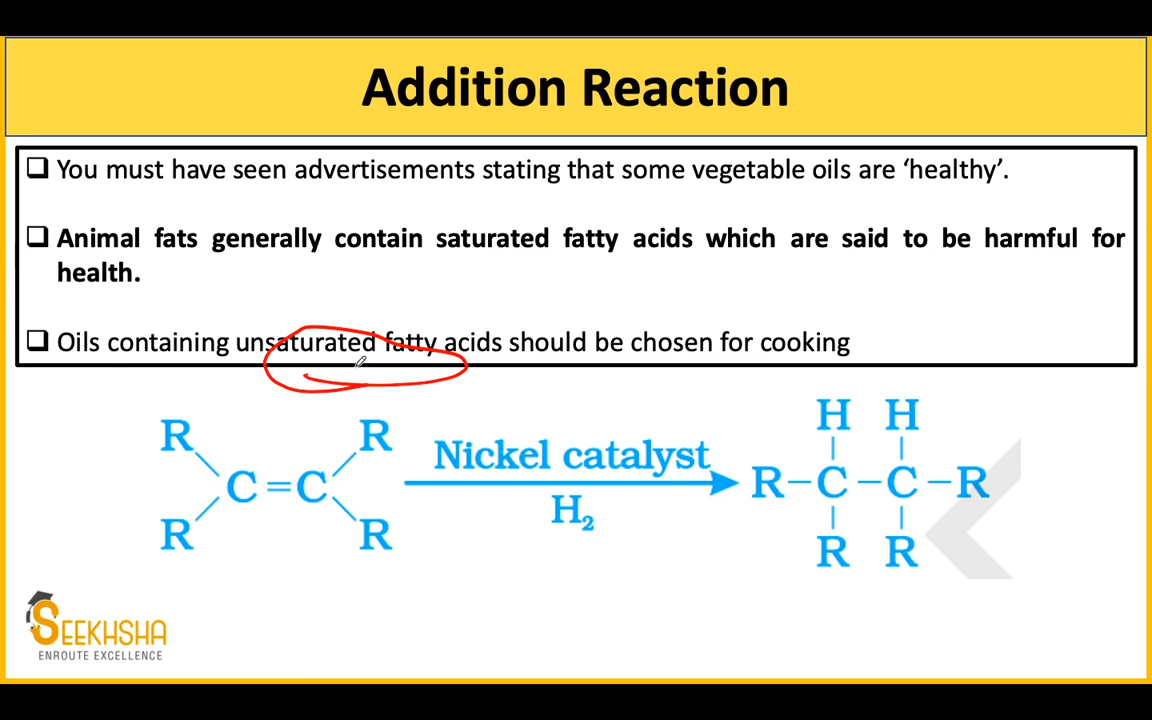 Addition Reaction
You must have seen advertisements stating that some vegetable oils are ‘healthy’.
Animal fats generally contain saturated fatty acids which are said to be harmful for
health.
Oils containing unsaturated fatty acids should be chosen for cooking
H H
R R Nickel catalyst
C=C H₂ R–C–C–R
R R R R
SEEKHSHA
ENROUTE EXCELLENCE